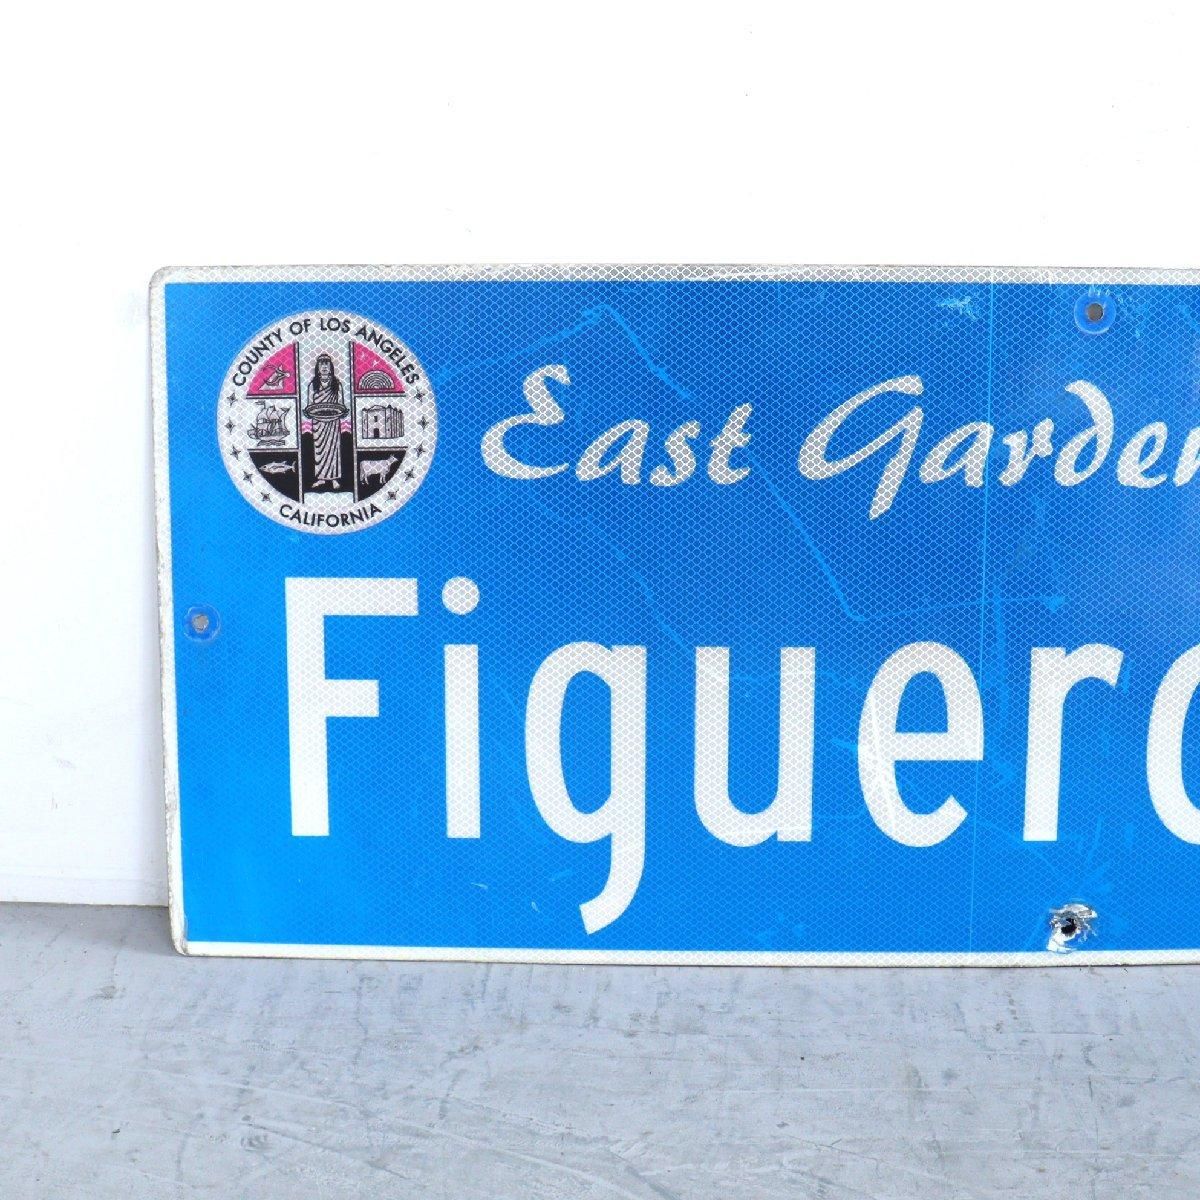 COUNTY OF LOS ANGELES
CALIFORNIA
East Garden
Figuero